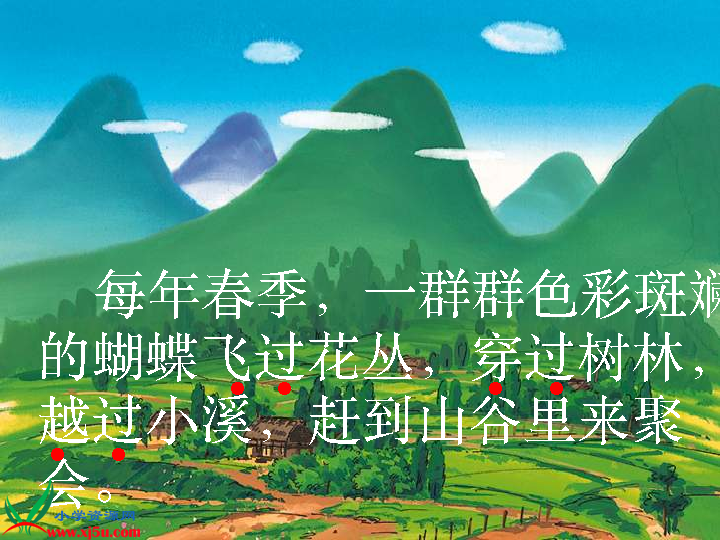 每年春季，一群群色彩斑斓
的蝴蝶飞过花丛，穿过树林，
越过小溪，赶到山谷里来聚
会。
小学资源网
www.xj5u.com